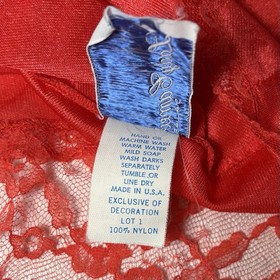 HAND OR
MACHINE WASH
WARM WATER
MILD SOAP
WASH DARKS
SEPARATELY
TUMBLE OR
LINE DRY
MADE IN U.S.A.
EXCLUSIVE OF
DECORATION
LOT 1
100% NYLON